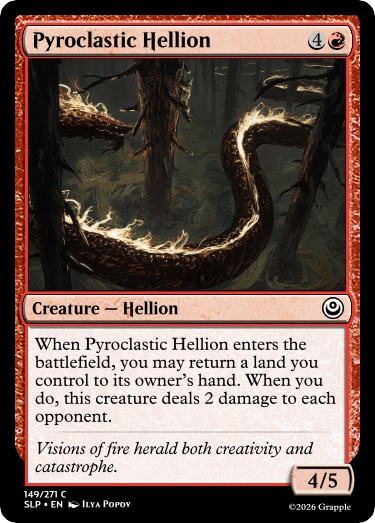 Pyroclastic Hellion 4
Creature — Hellion
When Pyroclastic Hellion enters the
battlefield, you may return a land you
control to its owner's hand. When you
do, this creature deals 2 damage to each
opponent.
Visions of fire herald both creativity and
catastrophe.
4/5
149/271 C
SLP • EN Ilya Popov
©2026 Grapple